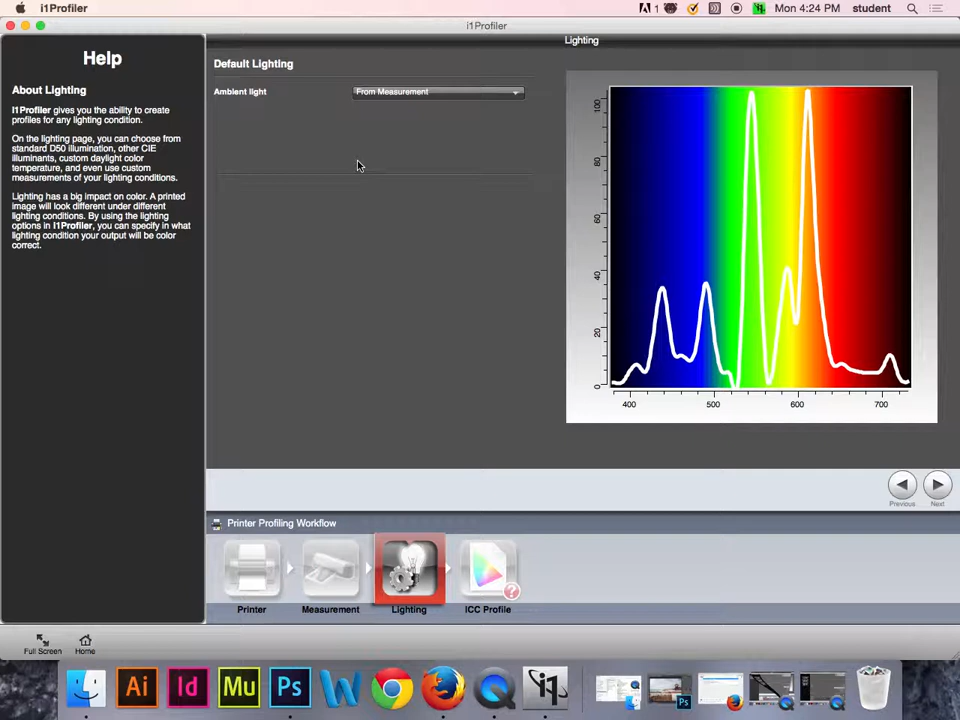 i1Profiler
1
Mon 4:24 PM
student
i1Profiler
Help
Lighting
Default Lighting
About Lighting
Ambient light
From Measurement
i1Profiler gives you the ability to create
profiles for any lighting condition.
On the lighting page, you can choose from
standard D50 illumination, other CIE
illuminants, custom daylight color
temperature, and even use custom
measurements of your lighting conditions.
Lighting has a big impact on color. A printed
image will look different under different
lighting conditions. By using the lighting
options in i1Profiler, you can specify in what
lighting condition your output will be color
correct.
100
80
60
40
20
0
400
500
600
700
Previous
Next
Printer Profiling Workflow
Printer
Measurement
Lighting
ICC Profile
?
Full Screen
Home
Ai
Id
Mu
Ps
W
i1
Ps